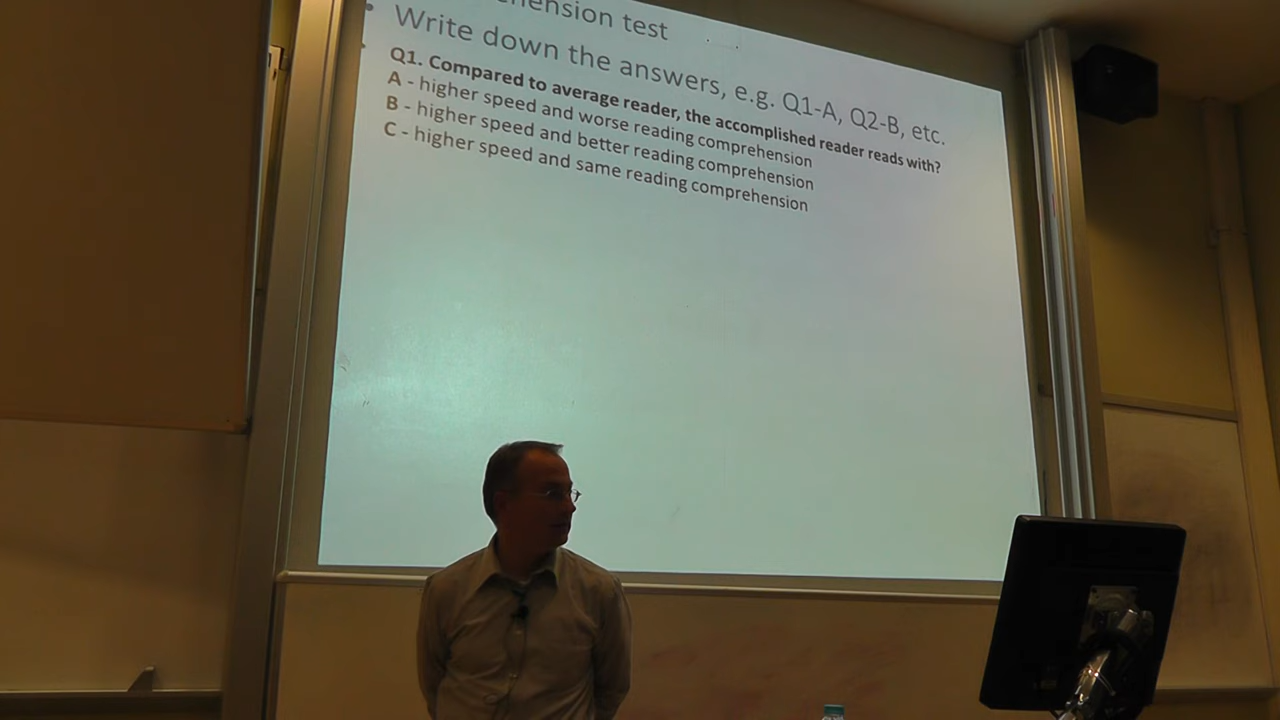 test
• Write down the answers, e.g. Q1-A, Q2-B, etc.
Q1. Compared to average reader, the accomplished reader reads with?
A - higher speed and worse reading comprehension
B - higher speed and better reading comprehension
C - higher speed and same reading comprehension